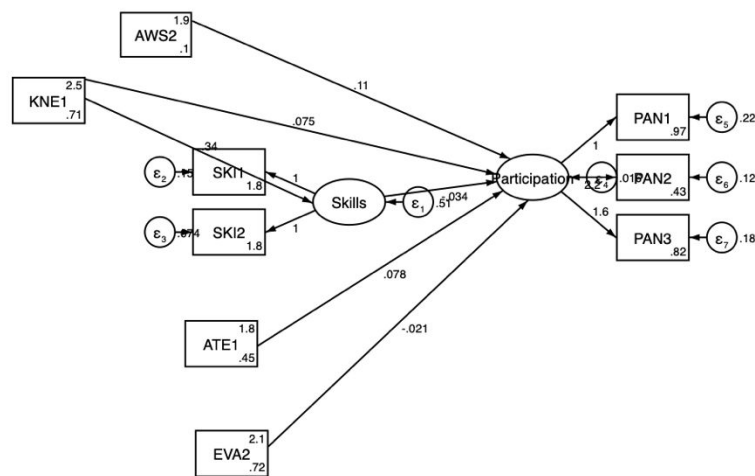 1.9
AWS2
.1
2.5
KNE1
.71
.11
.075
.34
ε2
SKI1
1.8
1
Skills
ε1
.51
ε3
.074
SKI2
1.8
1
.034
Participation
ε4
1
PAN1
.97
ε5
.22
PAN2
.43
ε6
.12
1.6
PAN3
.82
ε7
.18
.078
1.8
ATE1
.45
-.021
2.1
EVA2
.72